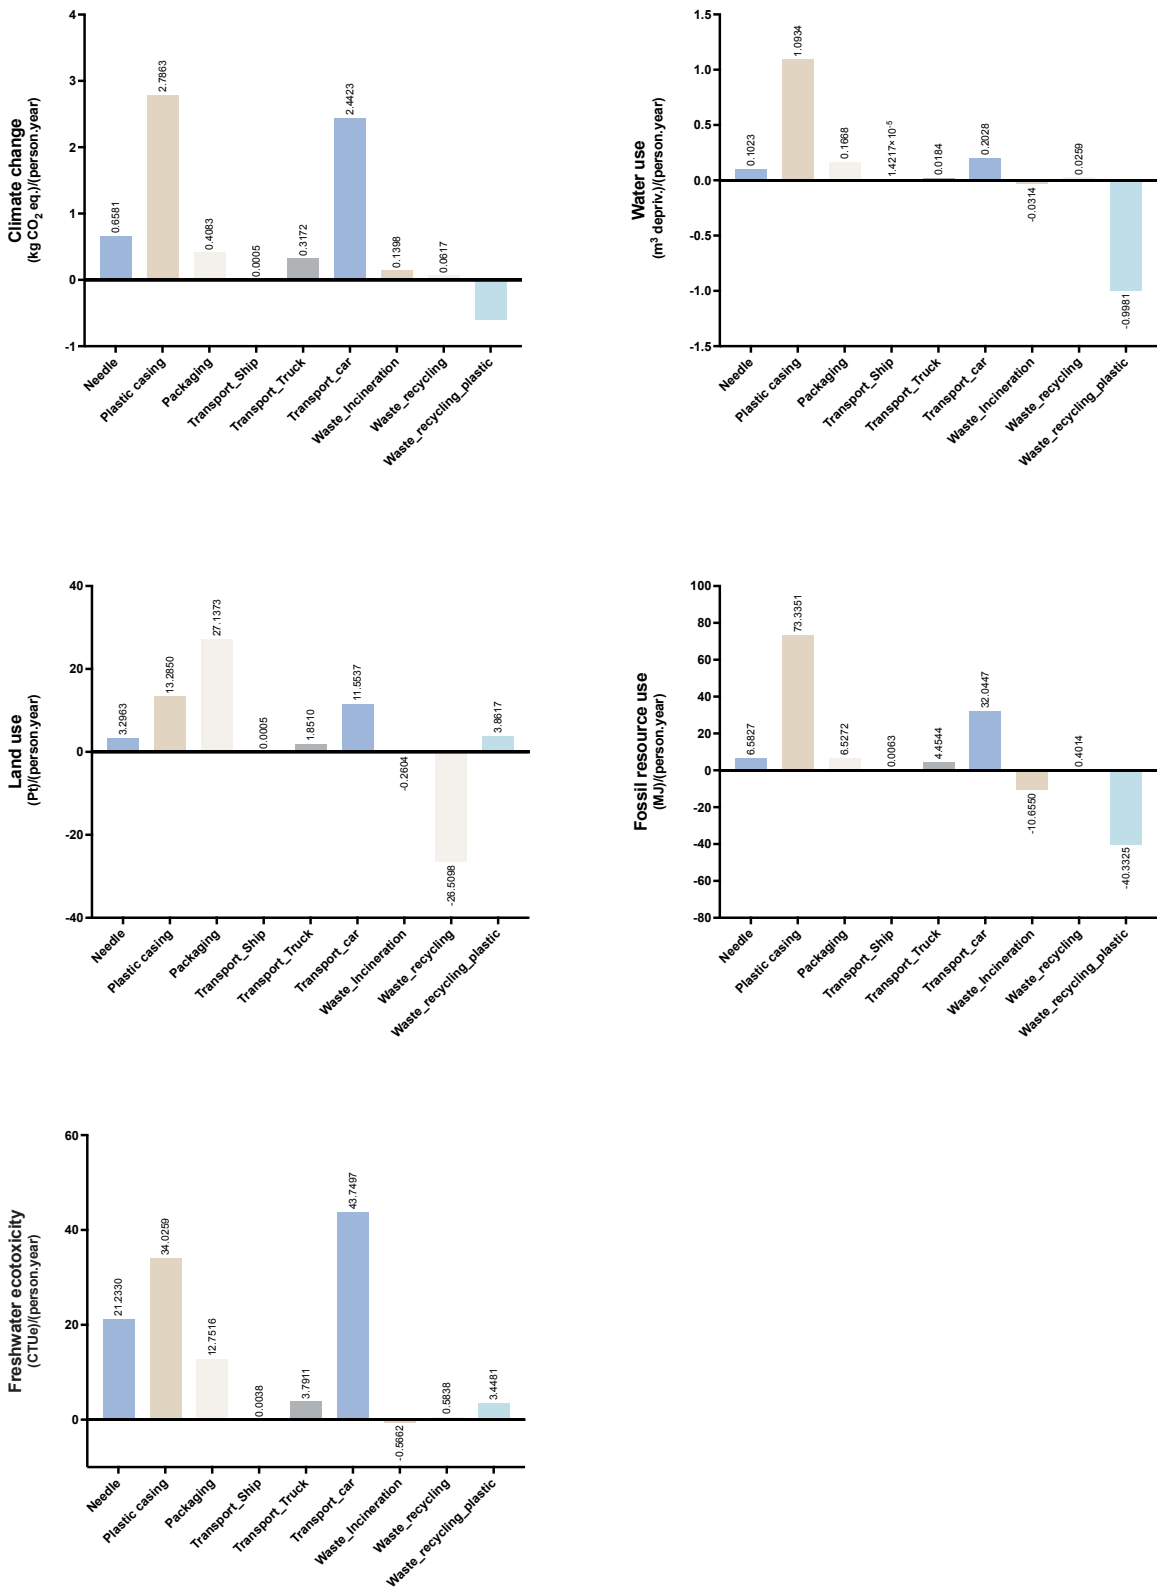 Climate change
(kg CO₂ eq.)/(person.year)
4
3
2
1
0
-1
0.6581
2.7863
0.4083
0.0005
0.3172
2.4423
0.1398
0.0617
Needle
Plastic casing
Packaging
Transport_Ship
Transport_Truck
Transport_car
Waste_Incineration
Waste_recycling
Waste_recycling_plastic
Water use
(m³ depriv.)/(person.year)
1.5
1.0
0.5
0.0
-0.5
-1.0
-1.5
0.1023
1.0934
0.1668
1.4217×10⁻⁵
0.0184
0.2028
-0.0314
0.0259
-0.9981
Needle
Plastic casing
Packaging
Transport_Ship
Transport_Truck
Transport_car
Waste_Incineration
Waste_recycling
Waste_recycling_plastic
Land use
(Pt)/(person.year)
40
20
0
-20
-40
3.2963
13.2850
27.1373
0.0005
1.8510
11.5537
-0.2604
-26.5098
3.8617
Needle
Plastic casing
Packaging
Transport_Ship
Transport_Truck
Transport_car
Waste_Incineration
Waste_recycling
Waste_recycling_plastic
Fossil resource use
(MJ)/(person.year)
100
80
60
40
20
0
-20
-40
-60
-80
6.5827
73.3351
6.5272
0.0063
4.4544
32.0447
-10.6550
0.4014
-40.3325
Needle
Plastic casing
Packaging
Transport_Ship
Transport_Truck
Transport_car
Waste_Incineration
Waste_recycling
Waste_recycling_plastic
Freshwater ecotoxicity
(CTUe)/(person.year)
60
40
20
0
21.2330
34.0259
12.7516
0.0038
3.7911
43.7497
-0.5662
0.5838
3.4481
Needle
Plastic casing
Packaging
Transport_Ship
Transport_Truck
Transport_car
Waste_Incineration
Waste_recycling
Waste_recycling_plastic